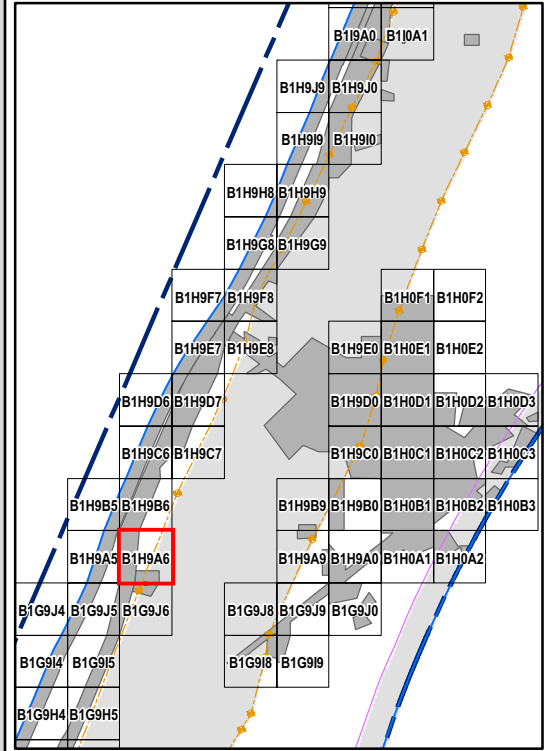 B1I9A0 B1I0A1
B1H9J9 B1H9J0
B1H9I9 B1H9I0
B1H9H8 B1H9H9
B1H9G8 B1H9G9
B1H9F7 B1H9F8 B1H0F1 B1H0F2
B1H9E7 B1H9E8 B1H9E0 B1H0E1 B1H0E2
B1H9D6 B1H9D7 B1H9D0 B1H0D1 B1H0D2 B1H0D3
B1H9C6 B1H9C7 B1H9C0 B1H0C1 B1H0C2 B1H0C3
B1H9B5 B1H9B6 B1H9B9 B1H9B0 B1H0B1 B1H0B2 B1H0B3
B1H9A5 B1H9A6 B1H9A9 B1H9A0 B1H0A1 B1H0A2
B1G9J4 B1G9J5 B1G9J6 B1G9J8 B1G9J9 B1G9J0
B1G9I4 B1G9I5 B1G9I8 B1G9I9
B1G9H4 B1G9H5